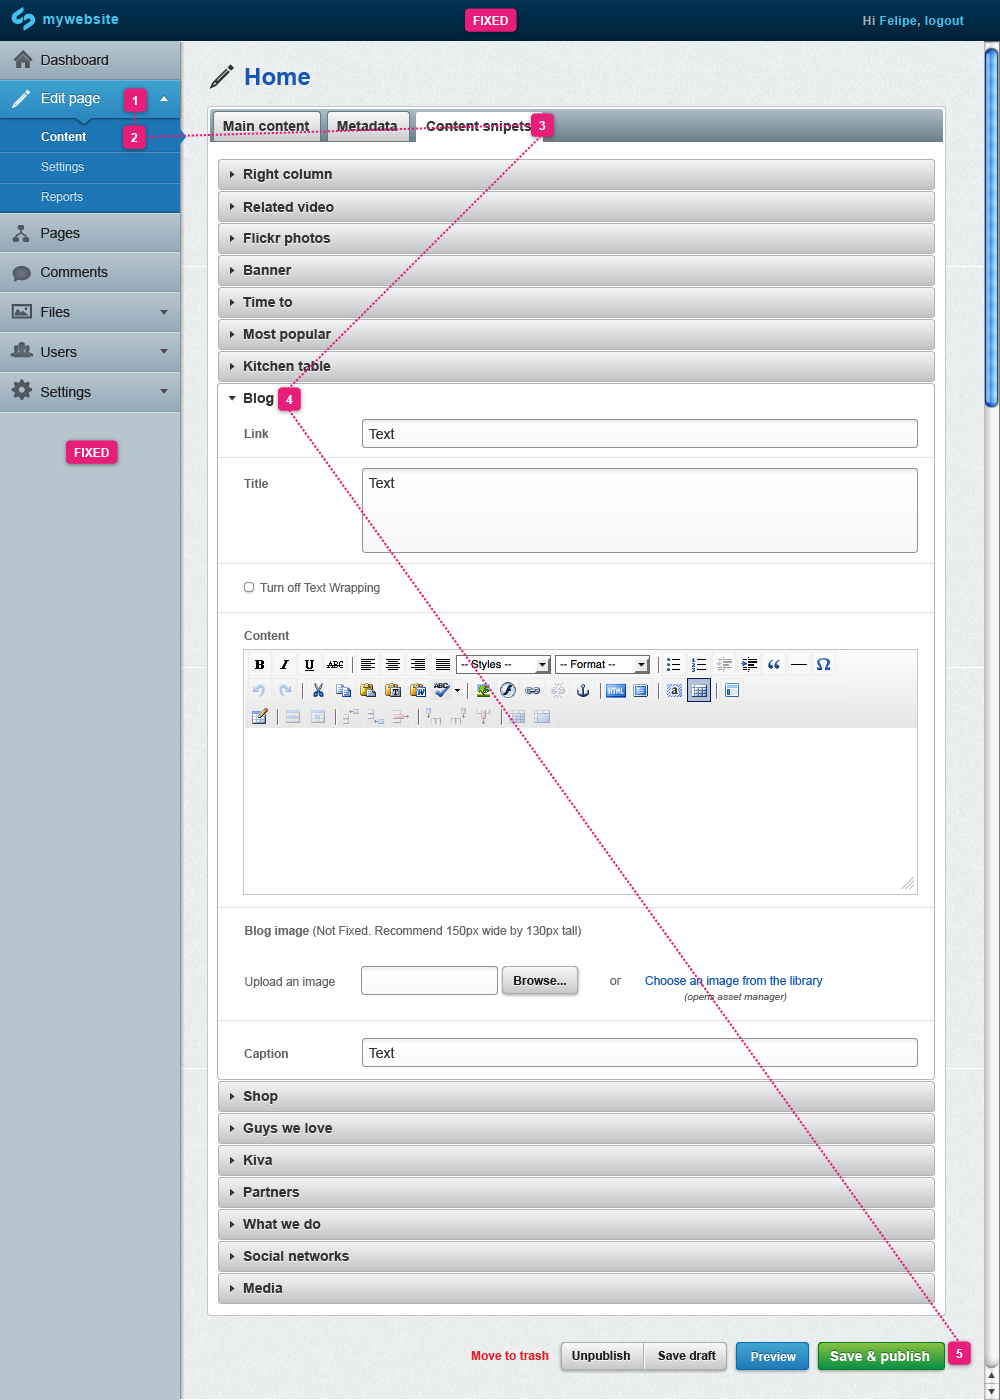 mywebsite
FIXED
Hi Felipe, logout
Dashboard
Edit page
1
Content
2
Settings
Reports
Pages
Comments
Files
Users
Settings
FIXED
Home
Main content
Metadata
Content snipets
3
Right column
Related video
Flickr photos
Banner
Time to
Most popular
Kitchen table
Blog
4
Link
Text
Title
Text
Turn off Text Wrapping
Content
B I U ABC -- Styles -- -- Format --
ABC HTML a
Blog image (Not Fixed. Recommend 150px wide by 130px tall)
Upload an image
Browse...
or
Choose an image from the library
(opens asset manager)
Caption
Text
Shop
Guys we love
Kiva
Partners
What we do
Social networks
Media
Move to trash
Unpublish
Save draft
Preview
Save & publish
5